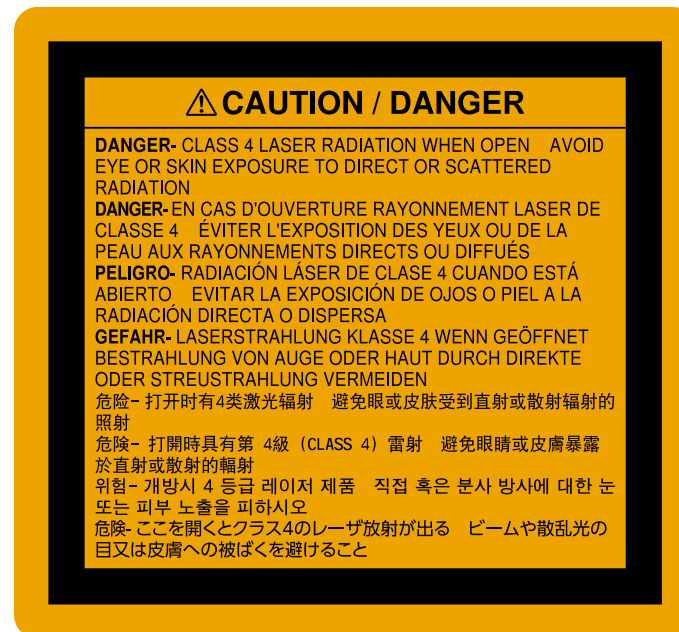 ⚠ CAUTION / DANGER
DANGER- CLASS 4 LASER RADIATION WHEN OPEN AVOID
EYE OR SKIN EXPOSURE TO DIRECT OR SCATTERED
RADIATION
DANGER- EN CAS D'OUVERTURE RAYONNEMENT LASER DE
CLASSE 4 ÉVITER L'EXPOSITION DES YEUX OU DE LA
PEAU AUX RAYONNEMENTS DIRECTS OU DIFFUÉS
PELIGRO- RADIACIÓN LÁSER DE CLASE 4 CUANDO ESTÁ
ABIERTO EVITAR LA EXPOSICIÓN DE OJOS O PIEL A LA
RADIACIÓN DIRECTA O DISPERSA
GEFAHR- LASERSTRAHLUNG KLASSE 4 WENN GEÖFFNET
BESTRAHLUNG VON AUGE ODER HAUT DURCH DIREKTE
ODER STREUSTRAHLUNG VERMEIDEN
危险- 打开时有4类激光辐射 避免眼或皮肤受到直射或散射辐射的
照射
危険- 打開時具有第 4級 (CLASS 4) 雷射 避免眼睛或皮膚暴露
於直射或散射的輻射
위험- 개방시 4 등급 레이저 제품 직접 혹은 분사 방사에 대한 눈
또는 피부 노출을 피하시오
危険- ここを開くとクラス4のレーザ放射が出る ビームや散乱光の
目又は皮膚への被ばくを避けること